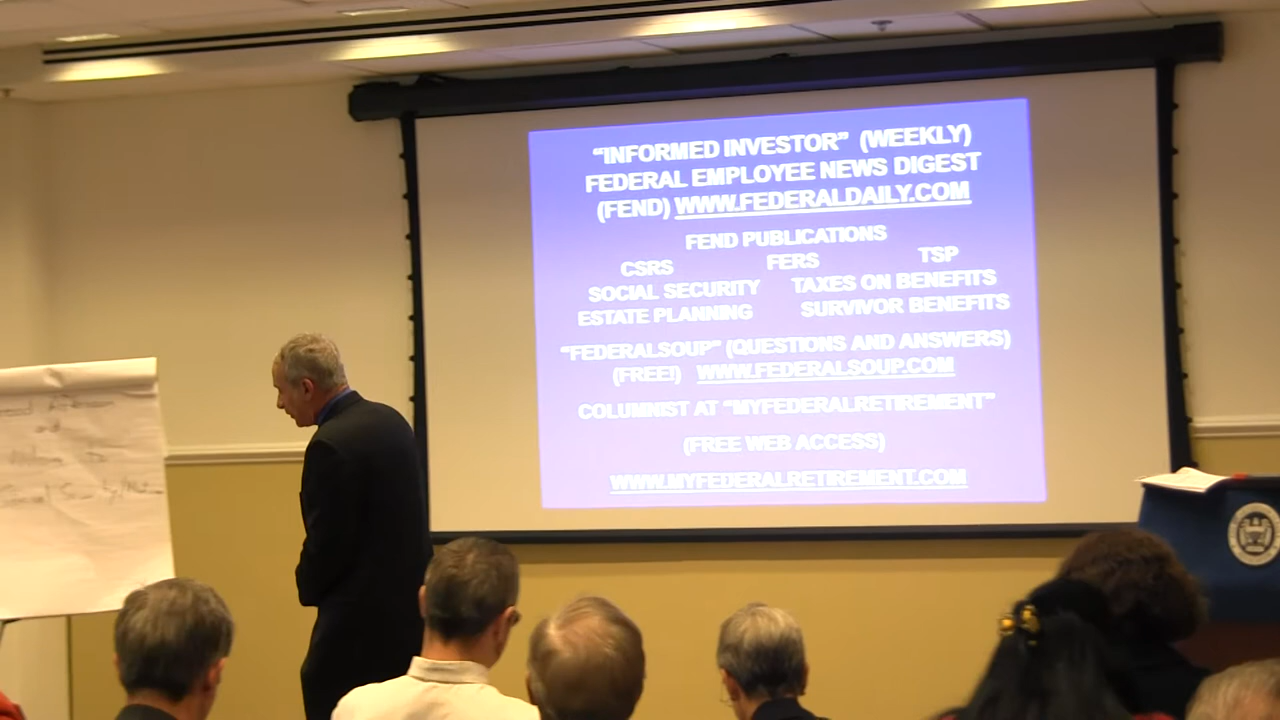 “INFORMED INVESTOR” (WEEKLY)
FEDERAL EMPLOYEE NEWS DIGEST
(FEND) WWW.FEDERALDAILY.COM
FEND PUBLICATIONS
CSRS FERS TSP
SOCIAL SECURITY TAXES ON BENEFITS
ESTATE PLANNING SURVIVOR BENEFITS
“FEDERALSOUP” (QUESTIONS AND ANSWERS)
(FREE!) WWW.FEDERALSOUP.COM
COLUMNIST AT “MYFEDERALRETIREMENT”
(FREE WEB ACCESS)
WWW.MYFEDERALRETIREMENT.COM